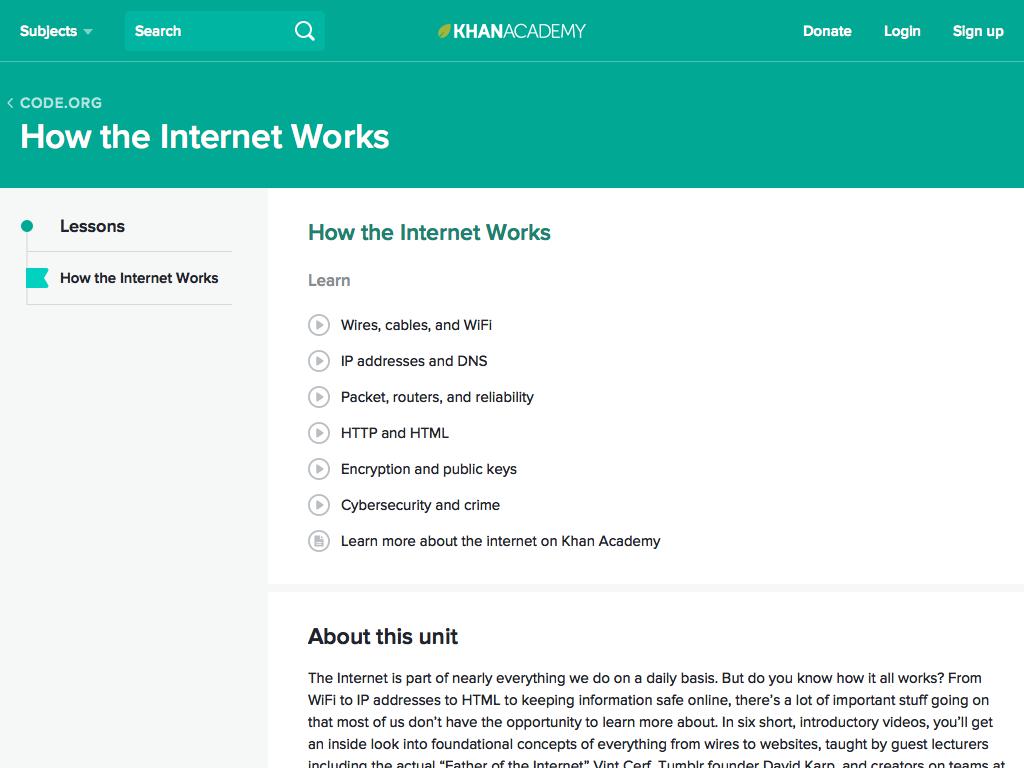 Subjects
Search
KHANACADEMY
Donate
Login
Sign up
CODE.ORG
How the Internet Works
Lessons
How the Internet Works
How the Internet Works
Learn
Wires, cables, and WiFi
IP addresses and DNS
Packet, routers, and reliability
HTTP and HTML
Encryption and public keys
Cybersecurity and crime
Learn more about the internet on Khan Academy
About this unit
The Internet is part of nearly everything we do on a daily basis. But do you know how it all works? From
WiFi to IP addresses to HTML to keeping information safe online, there’s a lot of important stuff going on
that most of us don’t have the opportunity to learn more about. In six short, introductory videos, you’ll get
an inside look into foundational concepts of everything from wires to websites, taught by guest lecturers
including the actual “Father of the Internet” Vint Cerf, Tumblr founder David Karp, and creators on teams at